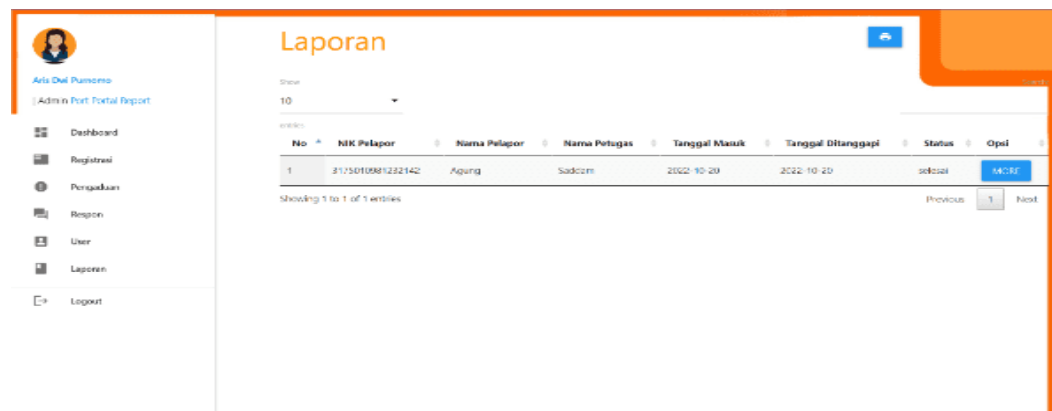 Laporan
Aris Dwi Purnomo
Admin Port Portal Report
Dashboard
Registrasi
Pengaduan
Respon
User
Laporan
Logout
Show
10
entries
No NIK Pelapor Nama Pelapor Nama Petugas Tanggal Masuk Tanggal Ditanggapi Status Opsi
1 3175010981232142 Agung Saddam 2022-10-20 2022-10-20 selesai MORE
Showing 1 to 1 of 1 entries
Previous 1 Next